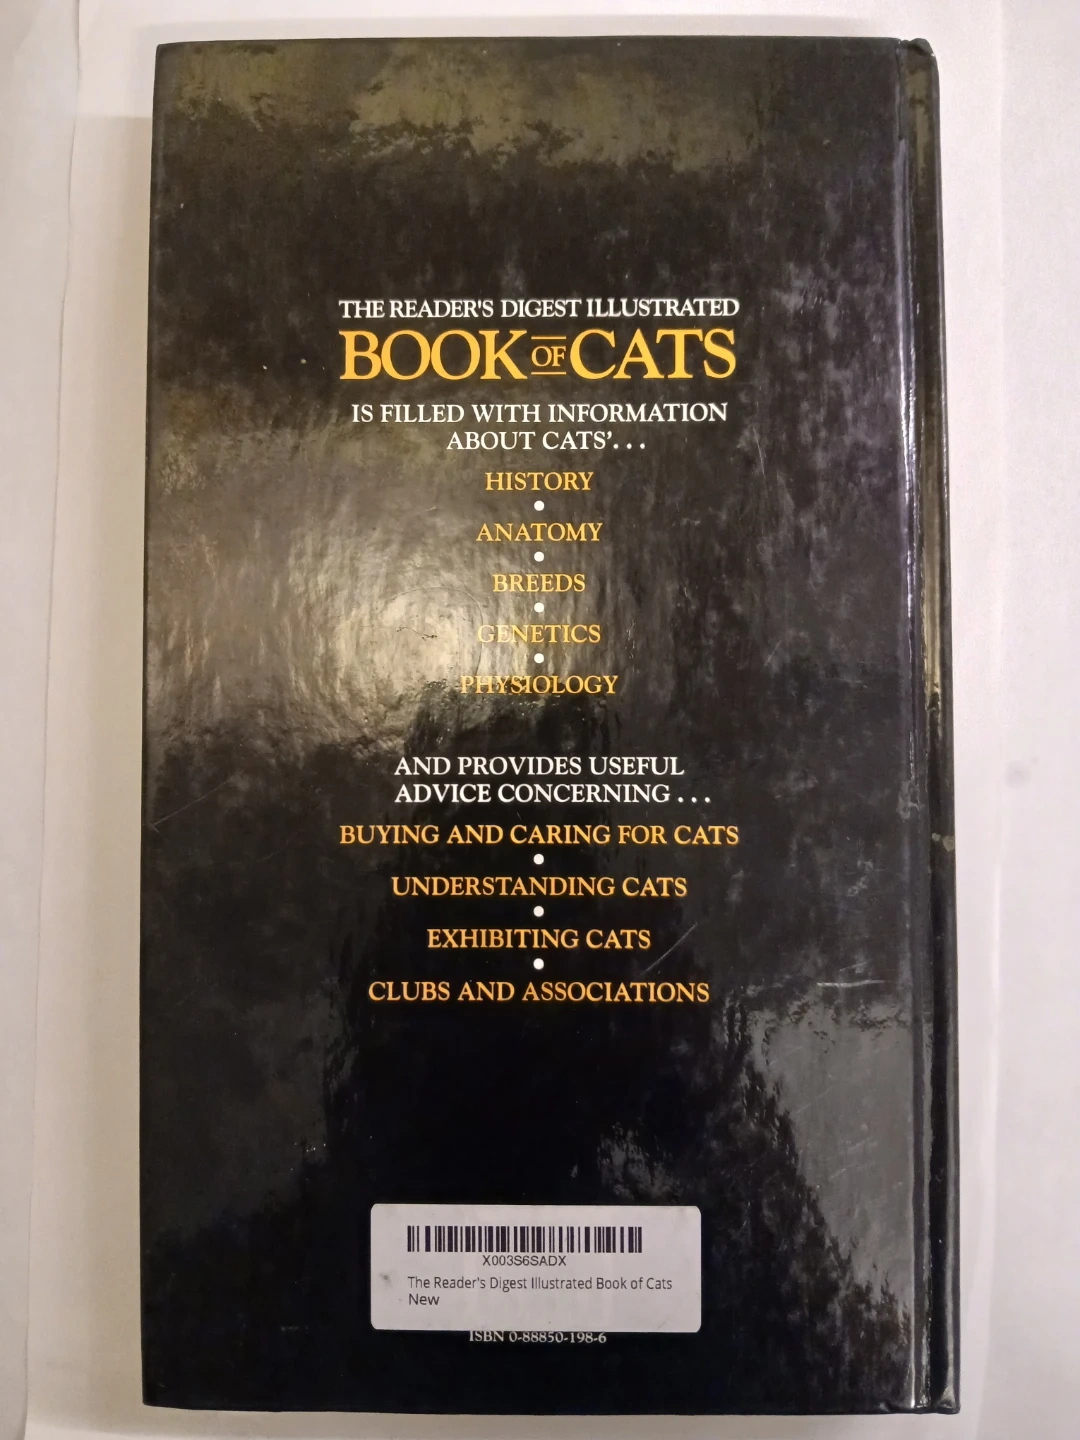 THE READER'S DIGEST ILLUSTRATED
BOOK OF CATS
IS FILLED WITH INFORMATION
ABOUT CATS'...
HISTORY
•
ANATOMY
•
BREEDS
•
GENETICS
•
PHYSIOLOGY
AND PROVIDES USEFUL
ADVICE CONCERNING...
BUYING AND CARING FOR CATS
•
UNDERSTANDING CATS
•
EXHIBITING CATS
•
CLUBS AND ASSOCIATIONS
X003S6SADX
The Reader's Digest Illustrated Book of Cats
New
ISBN 0-88850-198-6